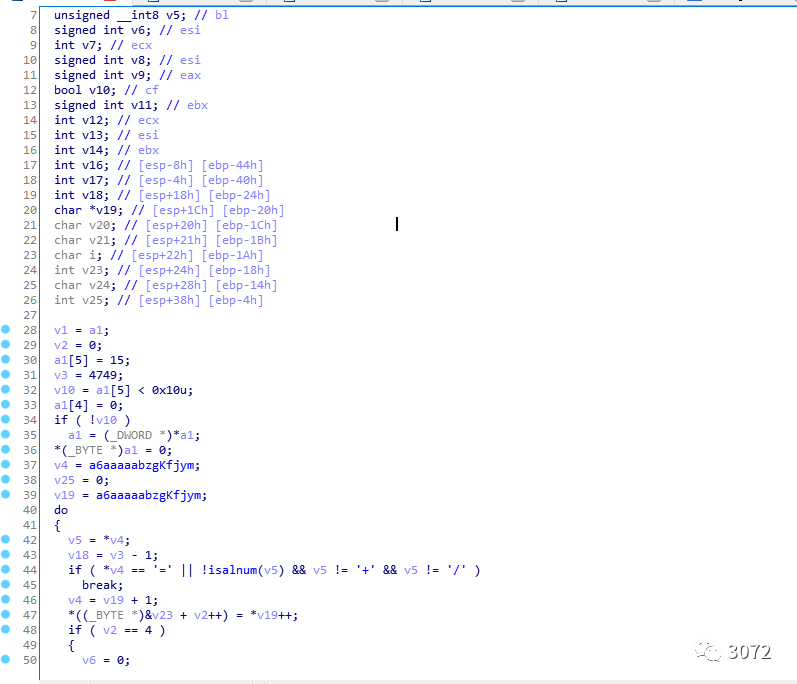 7 unsigned __int8 v5; // bl
8 signed int v6; // esi
9 int v7; // ecx
10 signed int v8; // esi
11 signed int v9; // eax
12 bool v10; // cf
13 signed int v11; // ebx
14 int v12; // ecx
15 int v13; // esi
16 int v14; // ebx
17 int v16; // [esp-8h] [ebp-44h]
18 int v17; // [esp-4h] [ebp-40h]
19 int v18; // [esp+18h] [ebp-24h]
20 char *v19; // [esp+1Ch] [ebp-20h]
21 char v20; // [esp+20h] [ebp-1Ch]
22 char v21; // [esp+21h] [ebp-1Bh]
23 char i; // [esp+22h] [ebp-1Ah]
24 int v23; // [esp+24h] [ebp-18h]
25 char v24; // [esp+28h] [ebp-14h]
26 int v25; // [esp+38h] [ebp-4h]
27
28 v1 = a1;
29 v2 = 0;
30 a1[5] = 15;
31 v3 = 4749;
32 v10 = a1[5] < 0x10u;
33 a1[4] = 0;
34 if ( !v10 )
35 a1 = (_DWORD *)*a1;
36 *(_BYTE *)a1 = 0;
37 v4 = a6aaaaabzgKfjym;
38 v25 = 0;
39 v19 = a6aaaaabzgKfjym;
40 do
41 {
42 v5 = *v4;
43 v18 = v3 - 1;
44 if ( *v4 == '=' || !isalnum(v5) && v5 != '+' && v5 != '/' )
45 break;
46 v4 = v19 + 1;
47 *((_BYTE *)&v23 + v2++) = *v19++;
48 if ( v2 == 4 )
49 {
50 v6 = 0;
3072